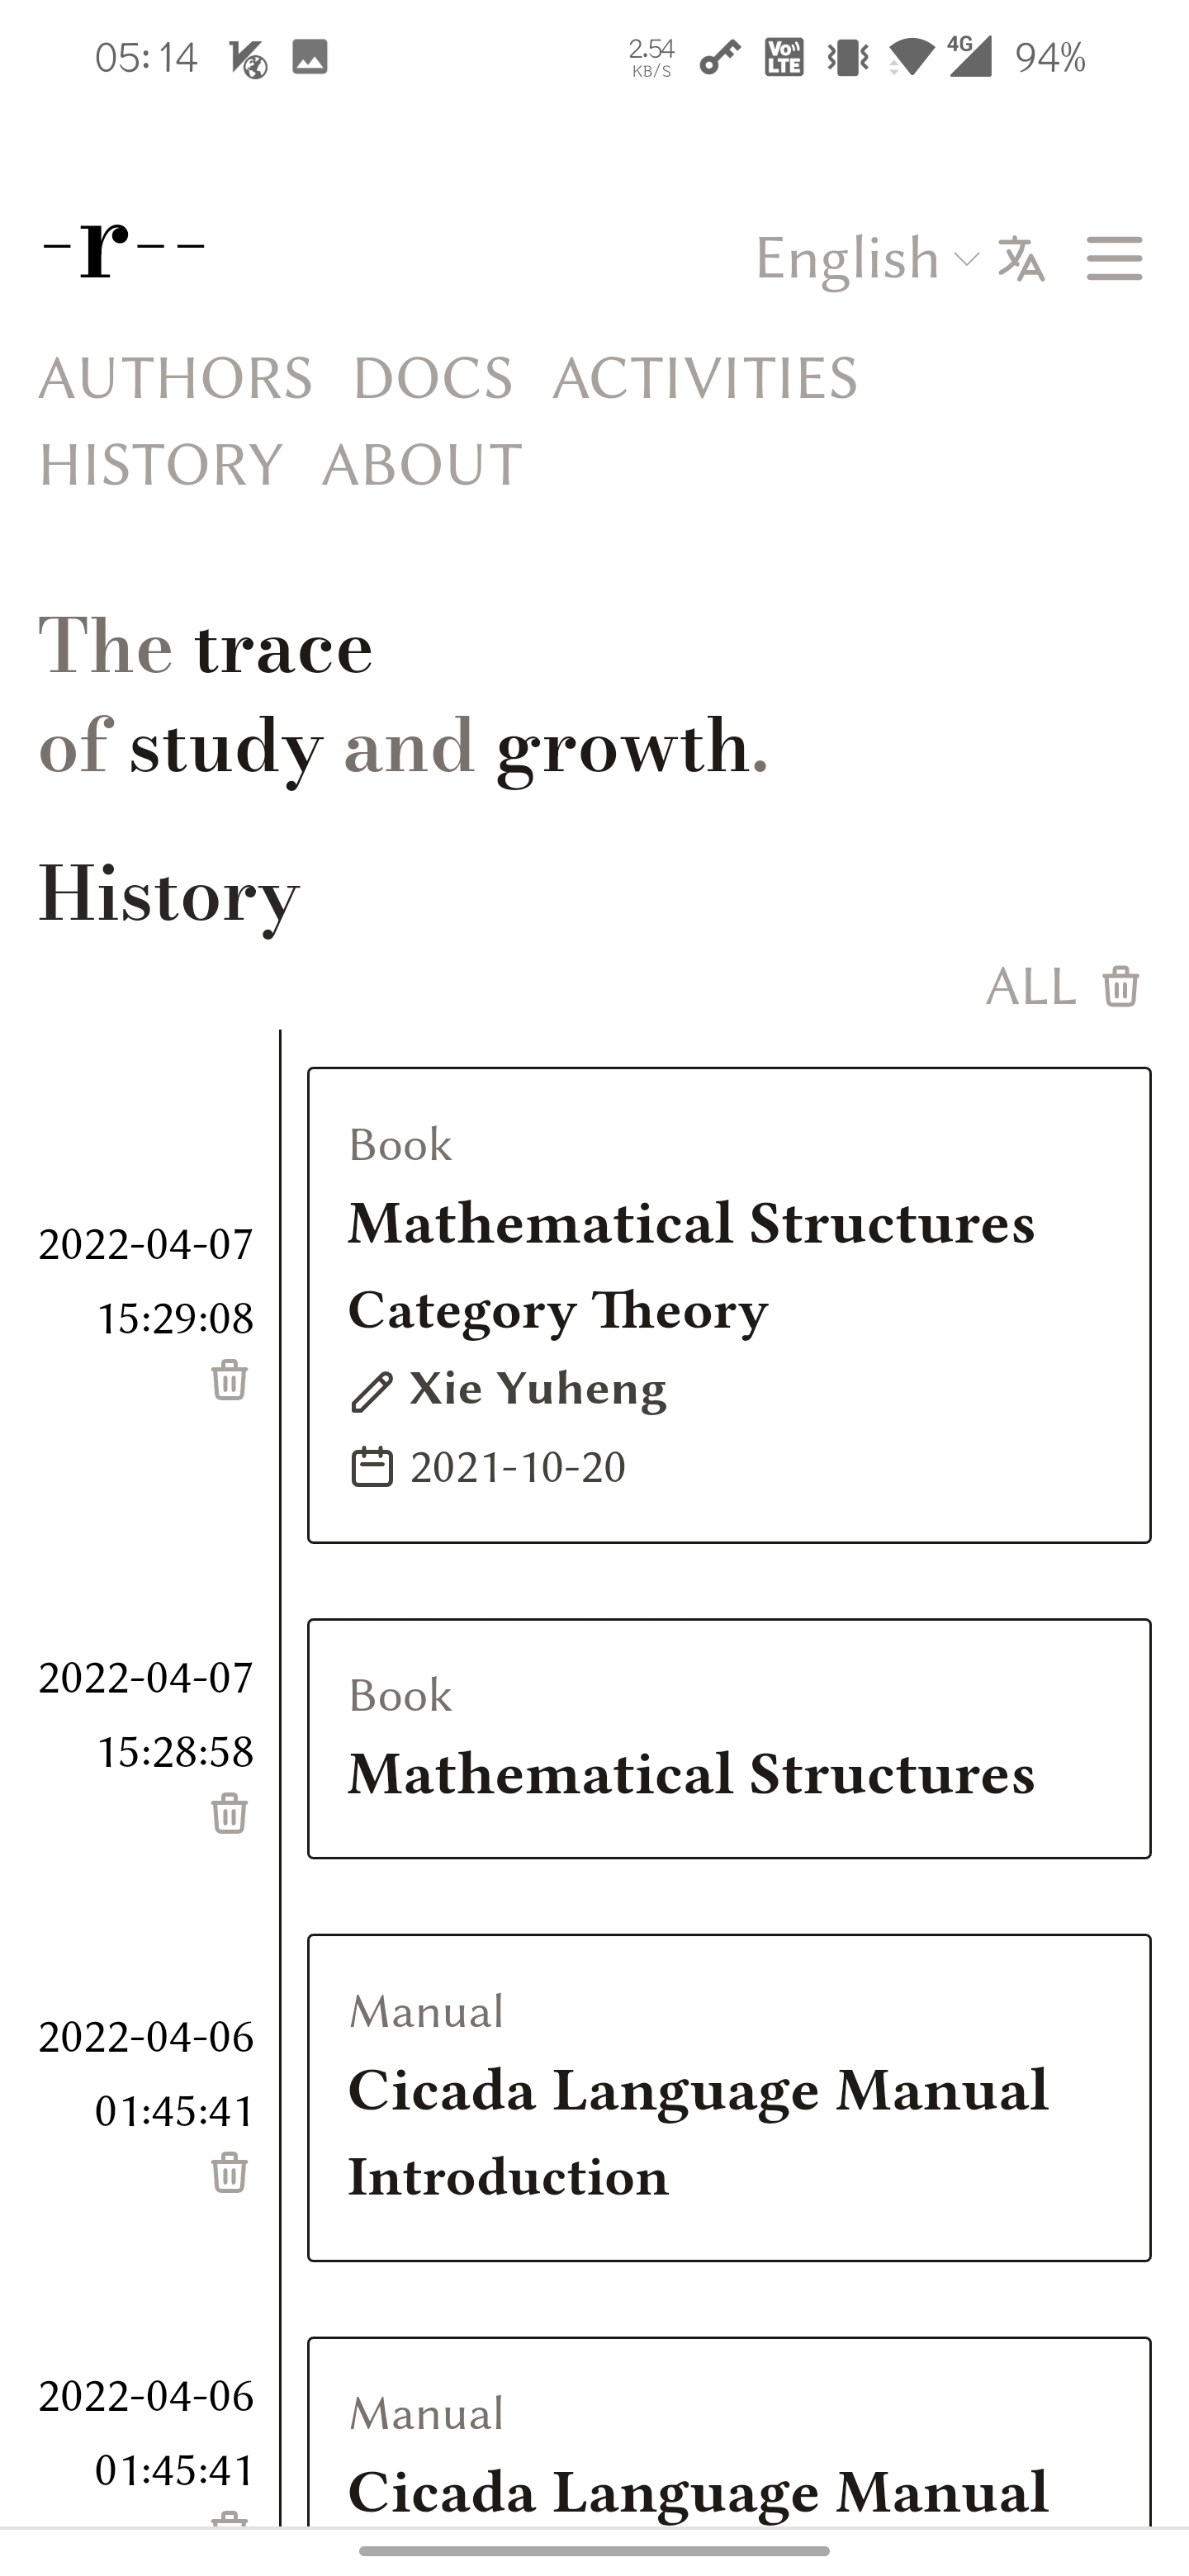 05:14 2.54 KB/S Vo LTE 4G 94%
-r--
English
AUTHORS DOCS ACTIVITIES
HISTORY ABOUT
The trace
of study and growth.
History
ALL
2022-04-07
15:29:08
Book
Mathematical Structures
Category Theory
Xie Yuheng
2021-10-20
2022-04-07
15:28:58
Book
Mathematical Structures
2022-04-06
01:45:41
Manual
Cicada Language Manual
Introduction
2022-04-06
01:45:41
Manual
Cicada Language Manual